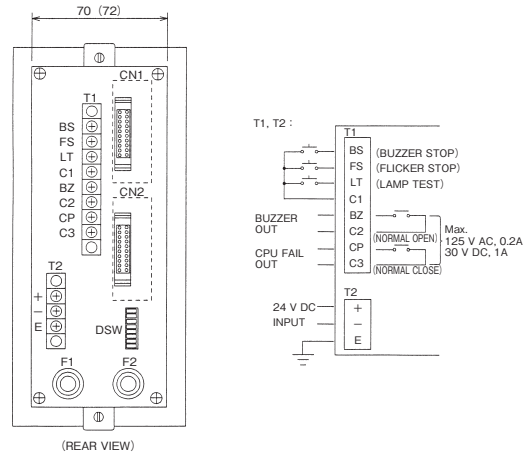 70 (72)
CN1
T1
BS
FS
LT
C1
BZ
C2
CP
C3
CN2
T2
+
−
E
DSW
F1
F2
(REAR VIEW)
T1, T2 :
T1
BS (BUZZER STOP)
FS (FLICKER STOP)
LT (LAMP TEST)
C1
BUZZER OUT
BZ
C2 (NORMAL OPEN)
CPU FAIL OUT
CP
C3 (NORMAL CLOSE)
Max.
125 V AC, 0.2A
30 V DC, 1A
T2
24 V DC
INPUT
+
−
E